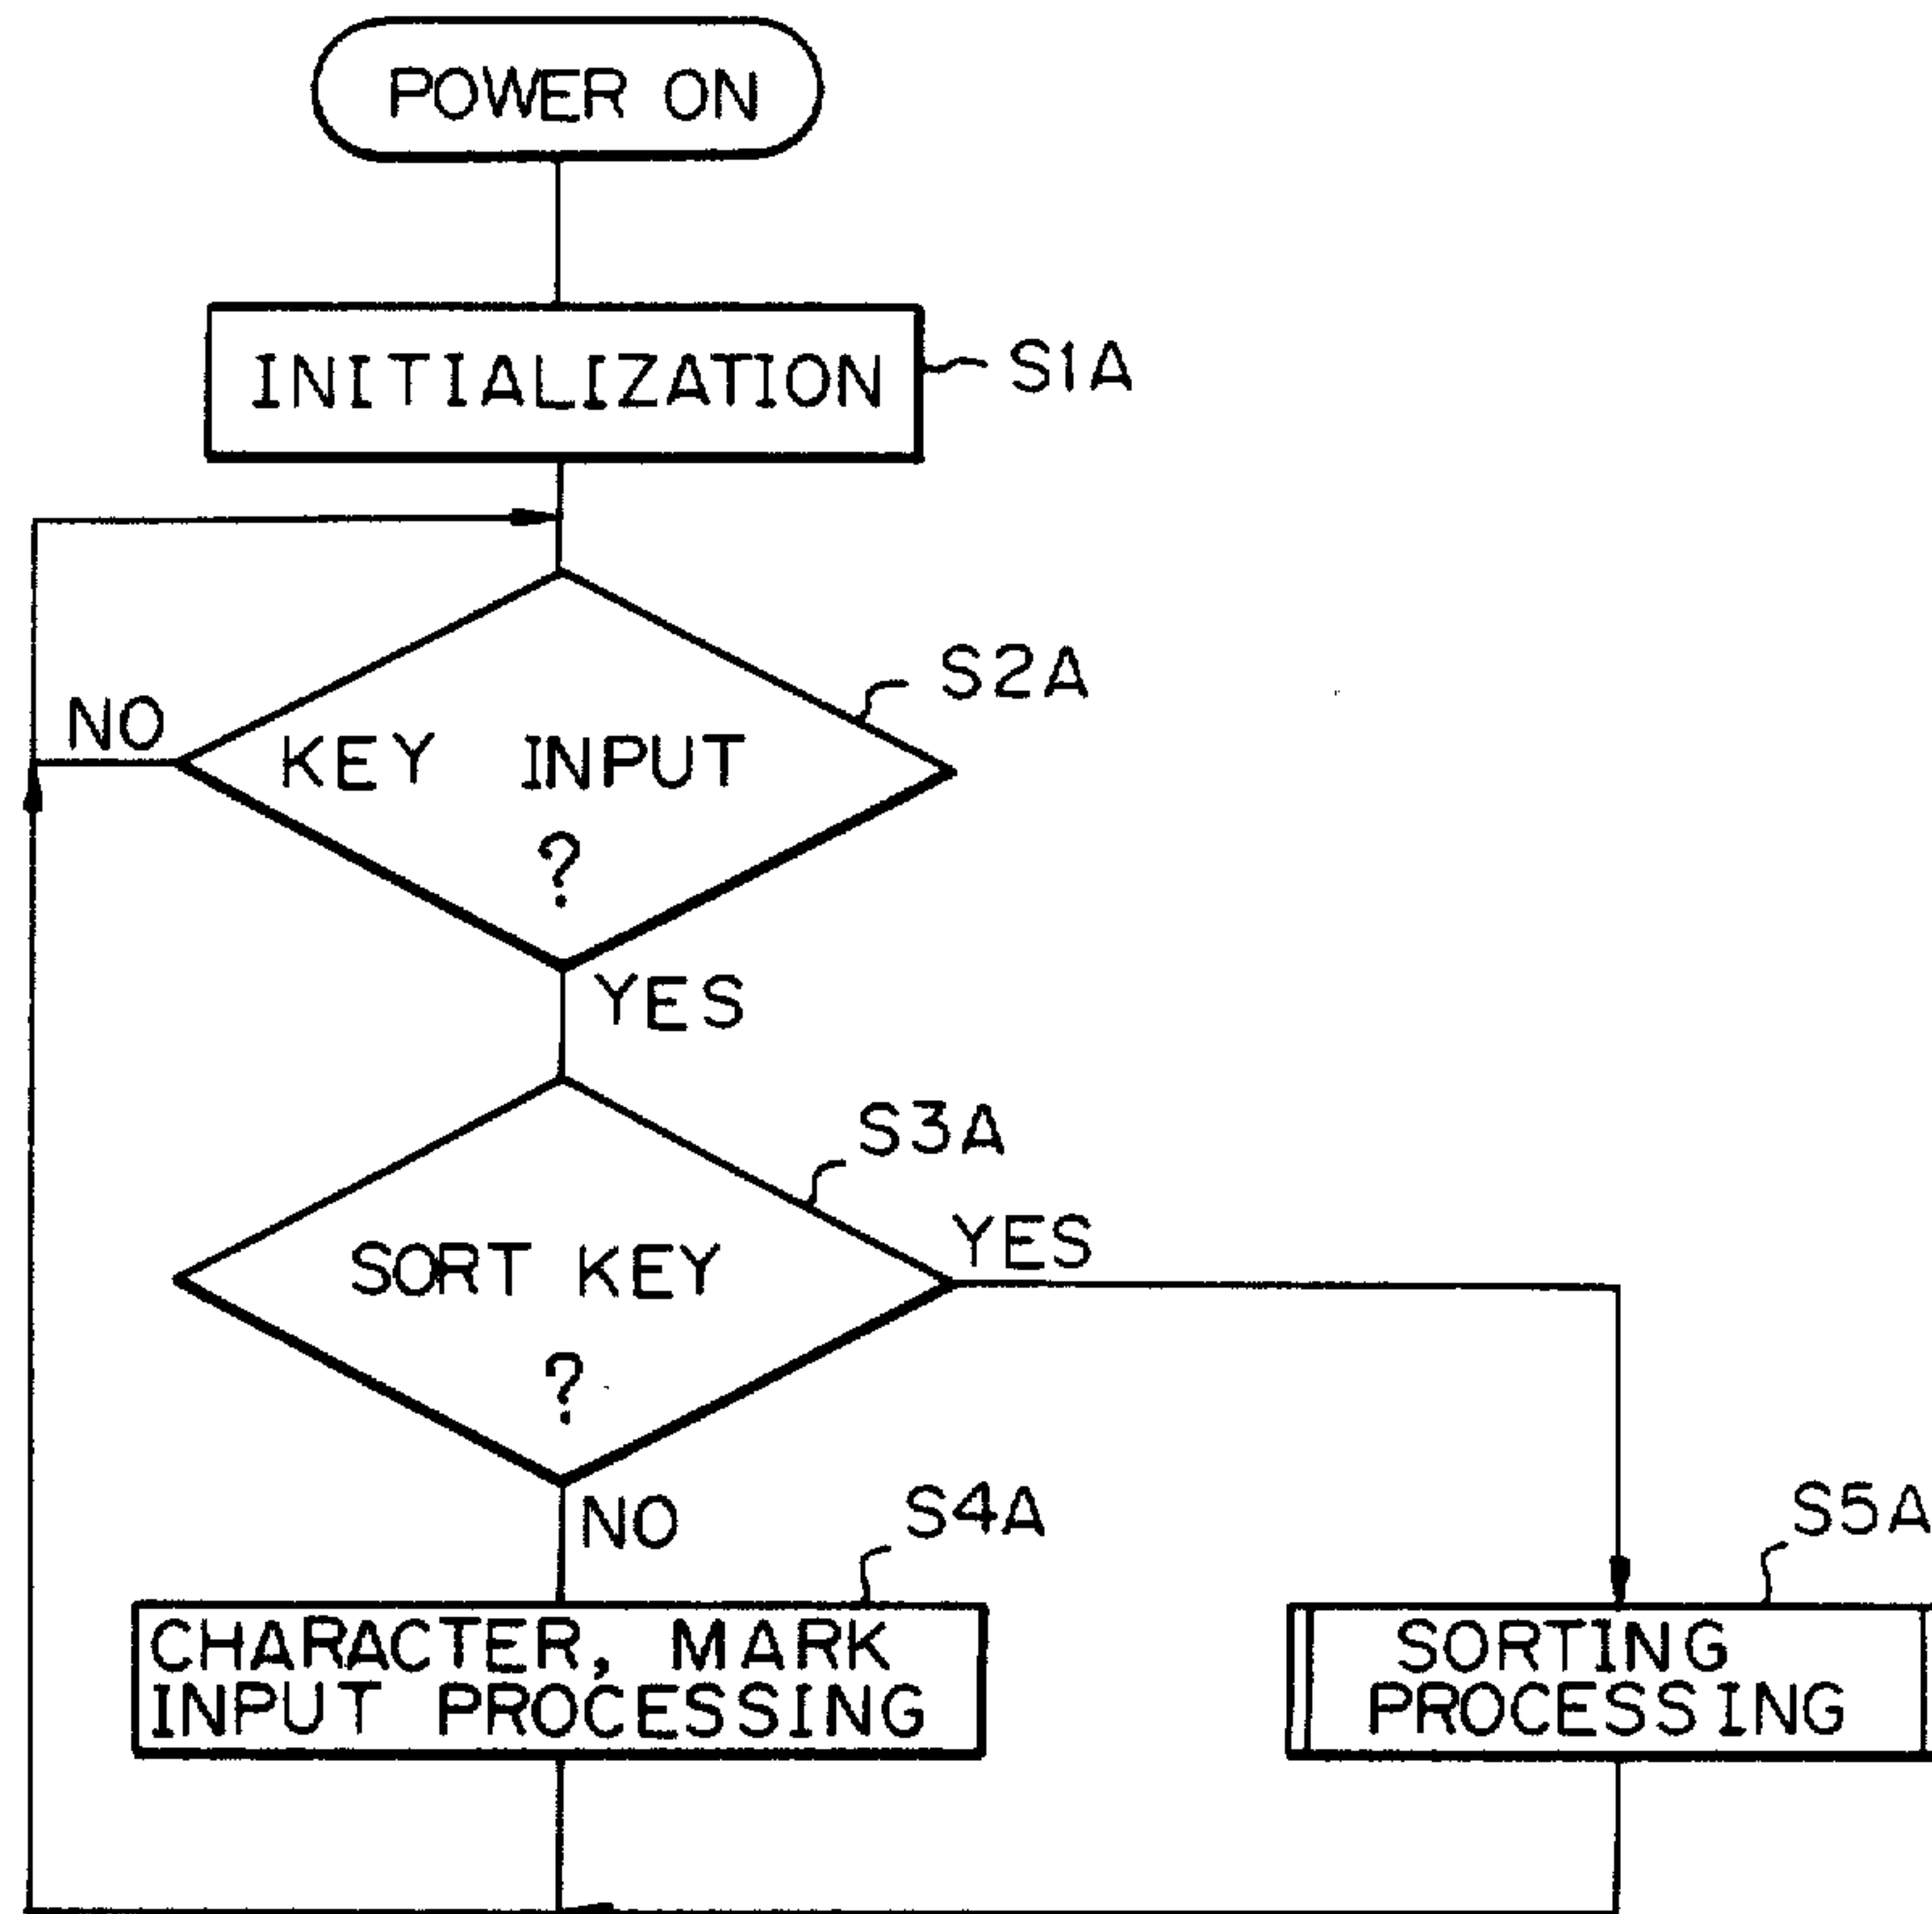 POWER ON
INITIALIZATION
S1A
S2A
NO
KEY INPUT
?
YES
S3A
YES
SORT KEY
?
NO
S4A
S5A
CHARACTER, MARK
INPUT PROCESSING
SORTING
PROCESSING